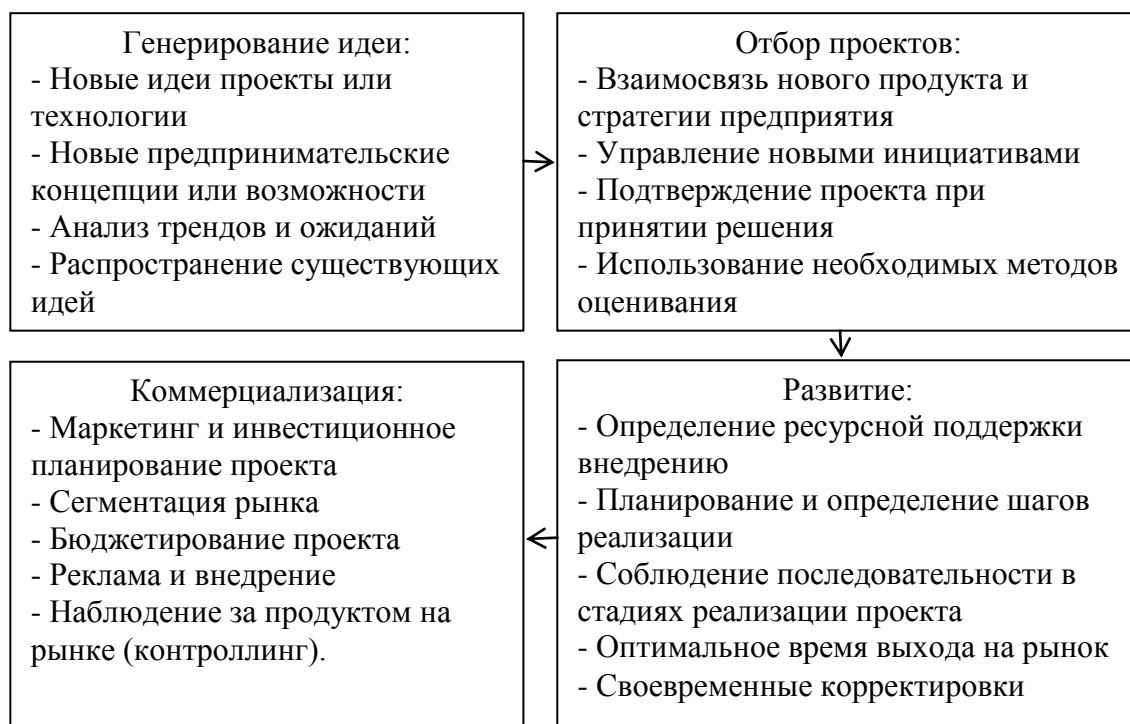 Генерирование идеи:
- Новые идеи проекты или
технологии
- Новые предпринимательские
концепции или возможности
- Анализ трендов и ожиданий
- Распространение существующих
идей
Отбор проектов:
- Взаимосвязь нового продукта и
стратегии предприятия
- Управление новыми инициативами
- Подтверждение проекта при
принятии решения
- Использование необходимых методов
оценивания
Развитие:
- Определение ресурсной поддержки
внедрению
- Планирование и определение шагов
реализации
- Соблюдение последовательности в
стадиях реализации проекта
- Оптимальное время выхода на рынок
- Своевременные корректировки
Коммерциализация:
- Маркетинг и инвестиционное
планирование проекта
- Сегментация рынка
- Бюджетирование проекта
- Реклама и внедрение
- Наблюдение за продуктом на
рынке (контроллинг).